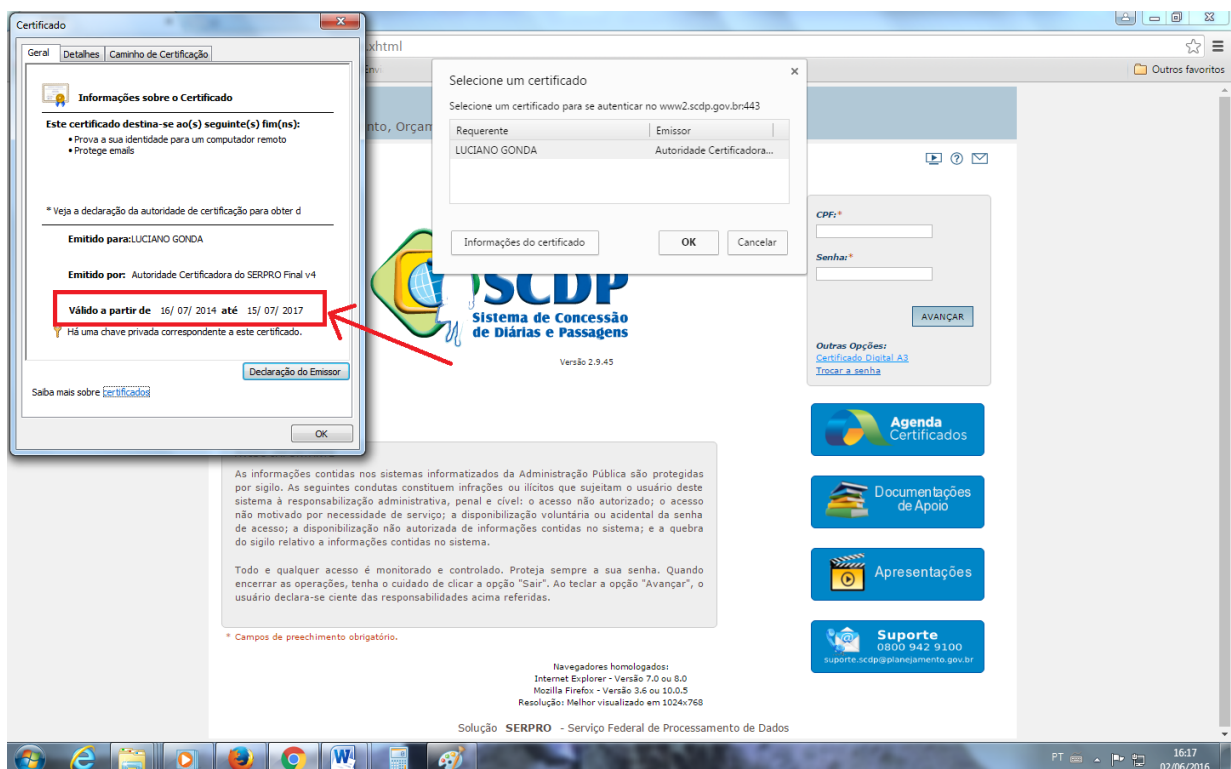 Certificado
Geral
Detalhes
Caminho de Certificação
Informações sobre o Certificado
Este certificado destina-se ao(s) seguinte(s) fim(ns):
• Prova a sua identidade para um computador remoto
• Protege emails
* Veja a declaração da autoridade de certificação para obter d
Emitido para:LUCIANO GONDA
Emitido por: Autoridade Certificadora do SERPRO Final v4
Válido a partir de 16/ 07/ 2014 até 15/ 07/ 2017
Há uma chave privada correspondente a este certificado.
Declaração do Emissor
Saiba mais sobre certificados
OK
.xhtml
Outros favoritos
nto, Orçam
Selecione um certificado
Selecione um certificado para se autenticar no www2.scdp.gov.br:443
Requerente Emissor
LUCIANO GONDA Autoridade Certificadora...
Informações do certificado
OK
Cancelar
SCDP
Sistema de Concessão
de Diárias e Passagens
Versão 2.9.45
CPF:*
Senha:*
AVANÇAR
Outras Opções:
Certificado Digital A3
Trocar a senha
Agenda
Certificados
Documentações
de Apoio
Apresentações
Suporte
0800 942 9100
suporte.scdp@planejamento.gov.br
As informações contidas nos sistemas informatizados da Administração Pública são protegidas
por sigilo. As seguintes condutas constituem infrações ou ilícitos que sujeitam o usuário deste
sistema à responsabilização administrativa, penal e cível: o acesso não autorizado; o acesso
não motivado por necessidade de serviço; a disponibilização voluntária ou acidental da senha
de acesso; a disponibilização não autorizada de informações contidas no sistema; e a quebra
do sigilo relativo a informações contidas no sistema.
Todo e qualquer acesso é monitorado e controlado. Proteja sempre a sua senha. Quando
encerrar as operações, tenha o cuidado de clicar a opção "Sair". Ao teclar a opção "Avançar", o
usuário declara-se ciente das responsabilidades acima referidas.
* Campos de preechimento obrigatório.
Navegadores homologados:
Internet Explorer - Versão 7.0 ou 8.0
Mozilla Firefox - Versão 3.6 ou 10.0.5
Resolução: Melhor visualizado em 1024x768
Solução SERPRO - Serviço Federal de Processamento de Dados
PT
16:17
02/06/2016